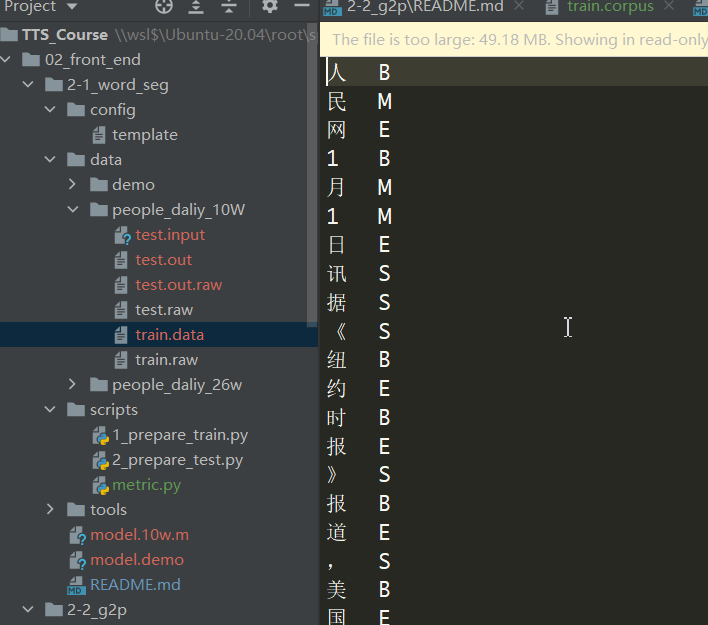 Project
2-2_g2p\README.md
train.corpus
TTS_Course \\wsl$\Ubuntu-20.04\root\s
The file is too large: 49.18 MB. Showing in read-only
02_front_end
2-1_word_seg
config
template
data
demo
people_daliy_10W
test.input
test.out
test.out.raw
test.raw
train.data
train.raw
people_daliy_26w
scripts
1_prepare_train.py
2_prepare_test.py
metric.py
tools
model.10w.m
model.demo
README.md
2-2_g2p
人 B
民 M
网 E
1 B
月 M
1 M
日 E
讯 S
据 S
《 S
纽 B
约 E
时 B
报 E
》 S
报 B
道 E
， S
美 B
国 E